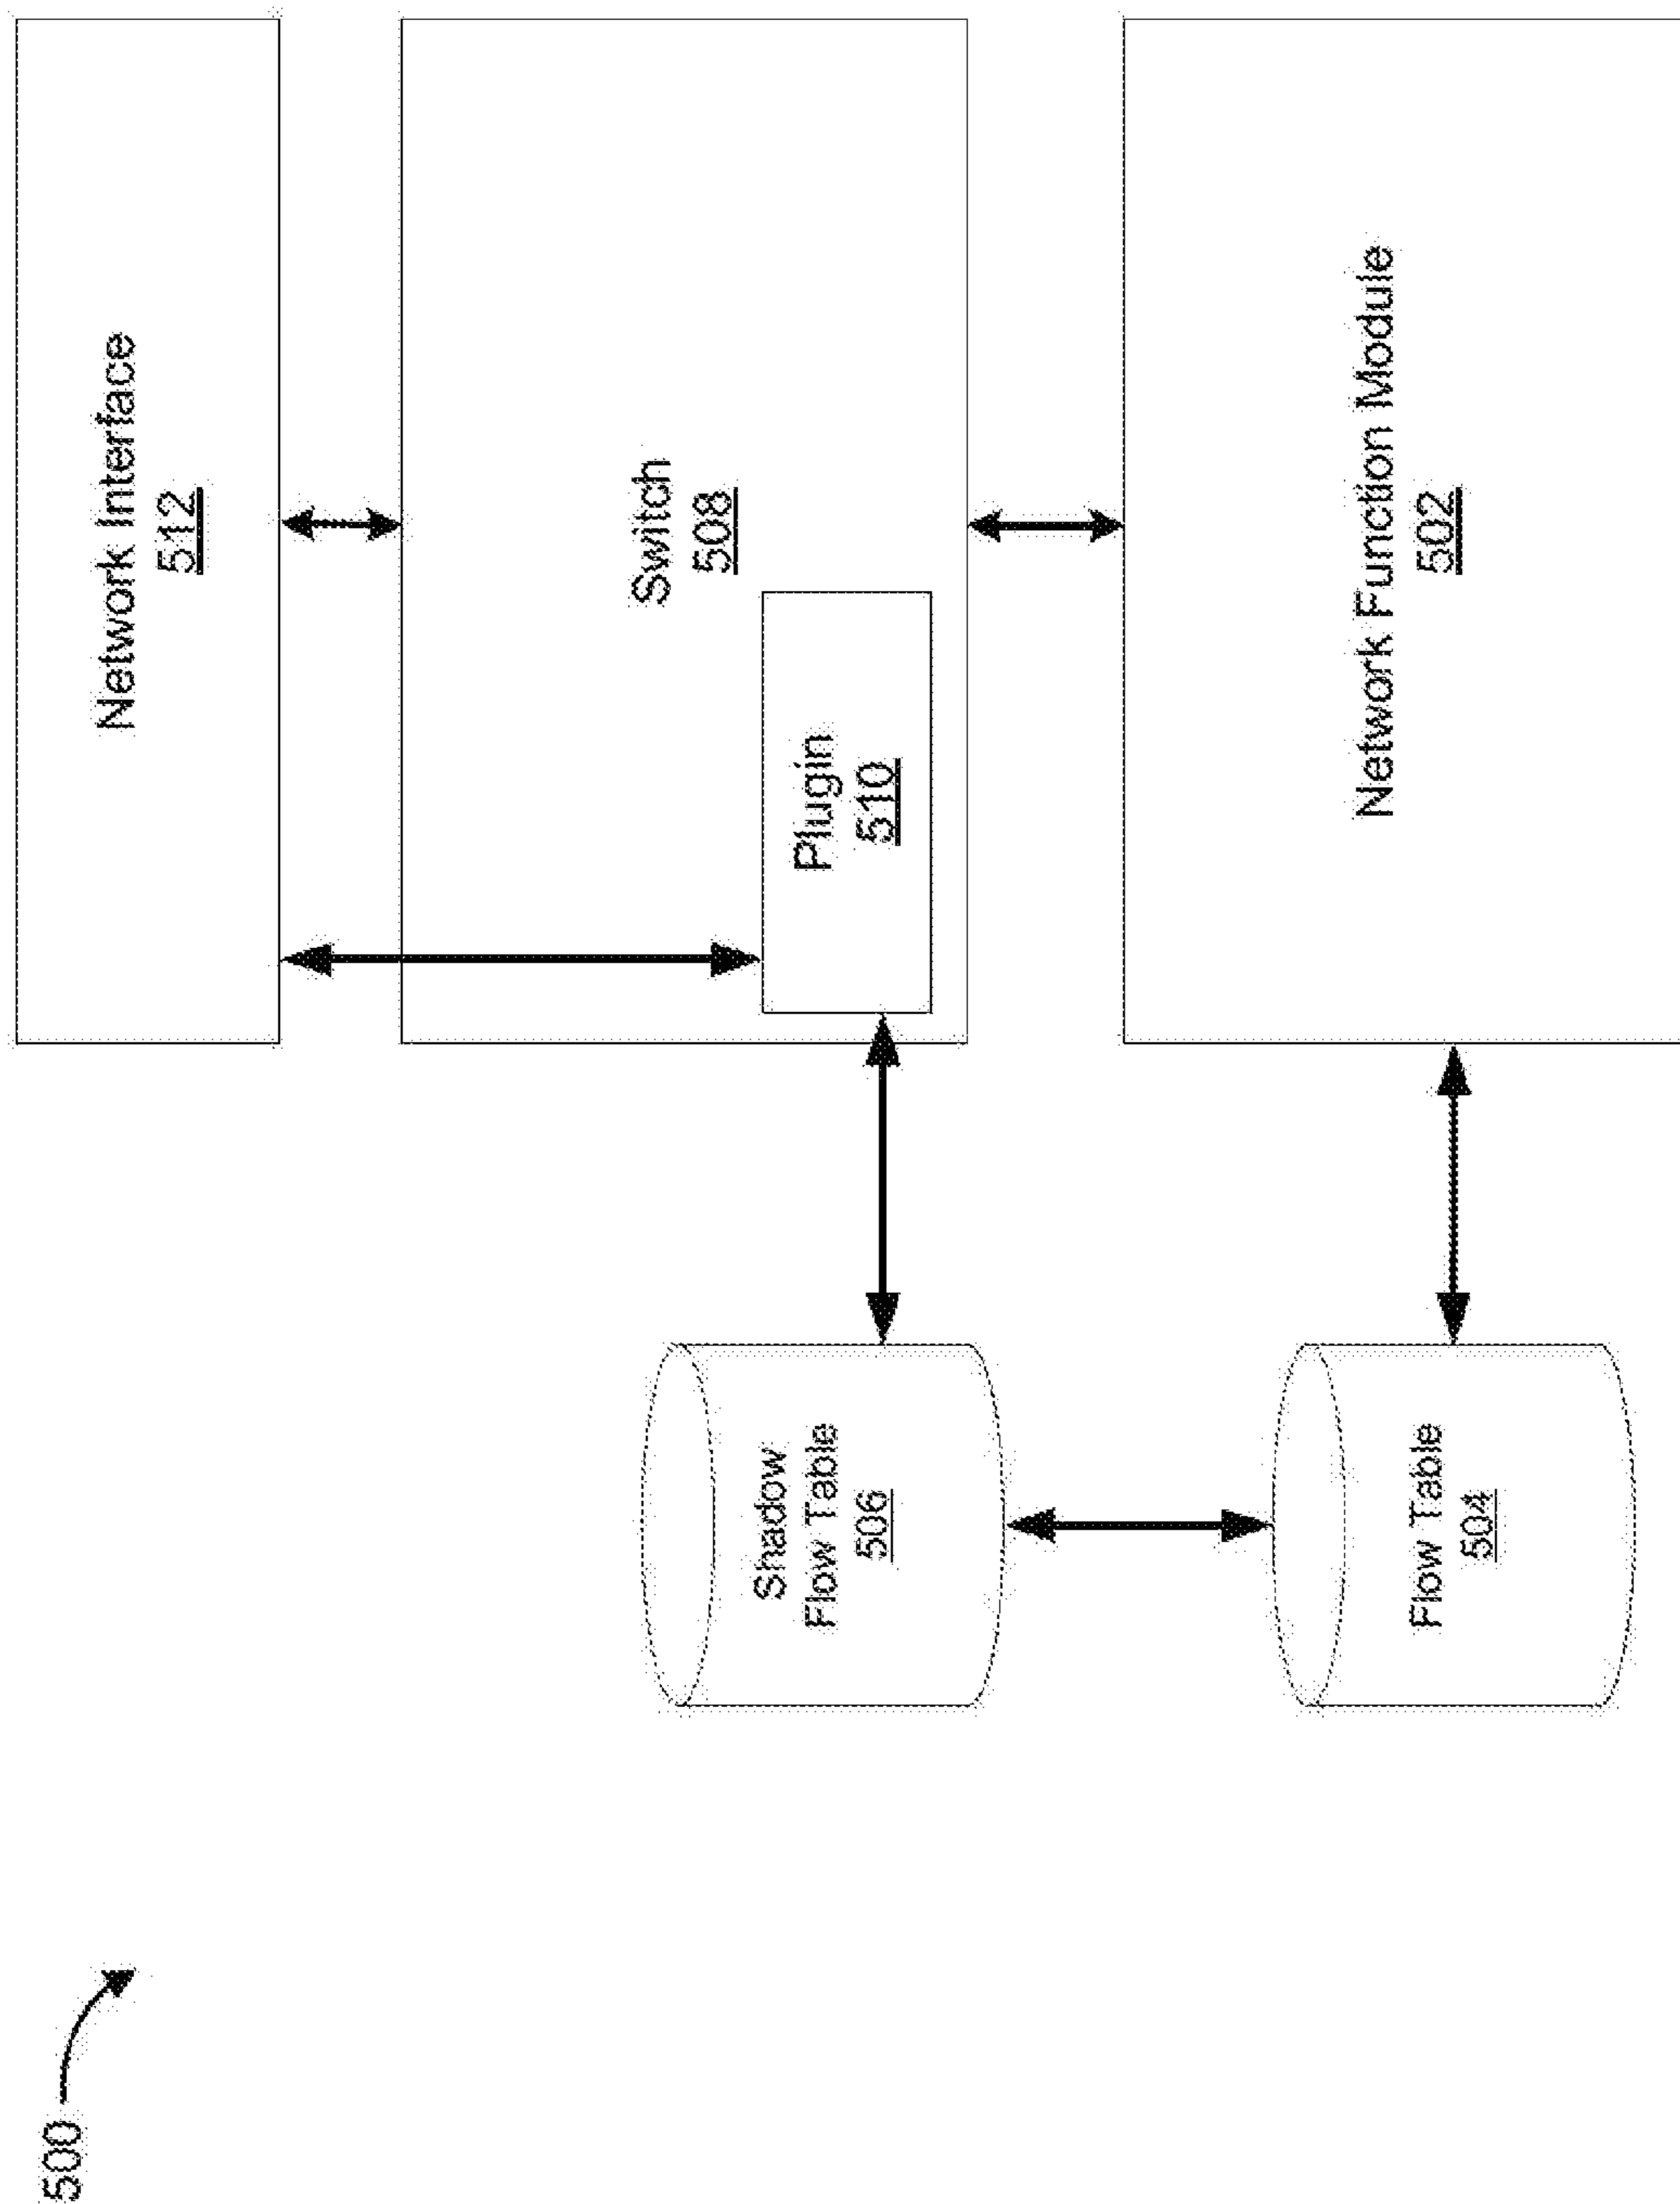 500
Network Interface
512
Switch
508
Plugin
510
Shadow
Flow Table
506
Network Function Module
502
Flow Table
504